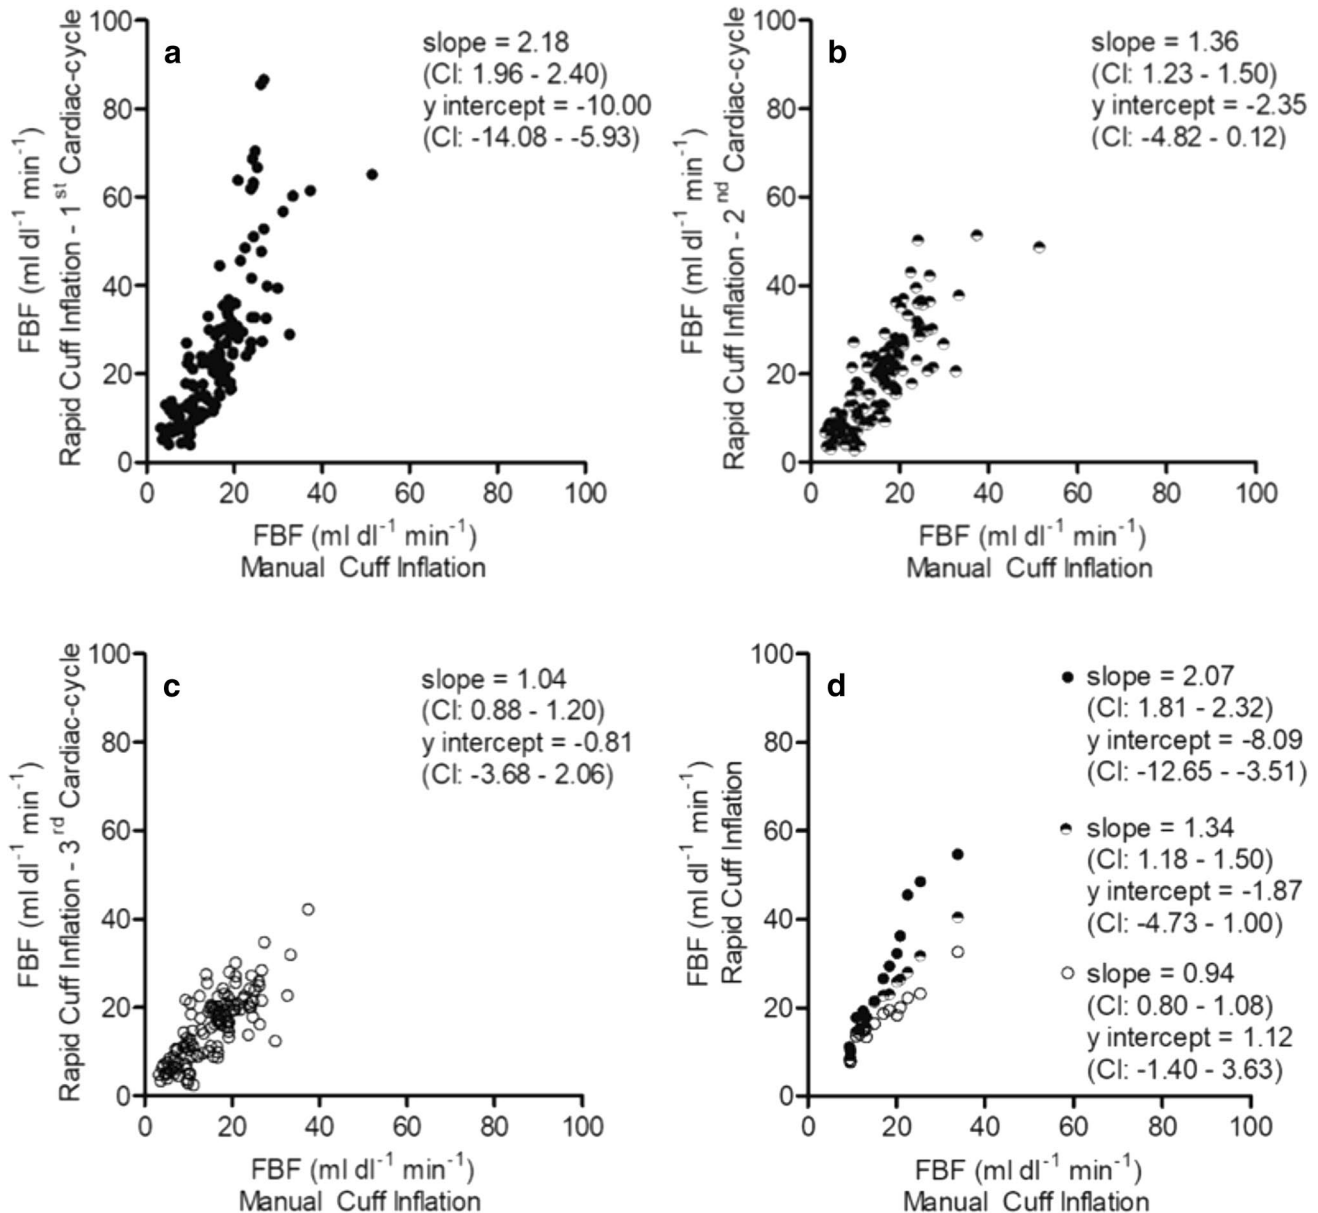 a
slope = 2.18
(CI: 1.96 - 2.40)
y intercept = -10.00
(CI: -14.08 - -5.93)
FBF (ml dl-1 min-1)
Rapid Cuff Inflation - 1st Cardiac-cycle
100
80
60
40
20
0
0 20 40 60 80 100
FBF (ml dl-1 min-1)
Manual Cuff Inflation
b
slope = 1.36
(CI: 1.23 - 1.50)
y intercept = -2.35
(CI: -4.82 - 0.12)
FBF (ml dl-1 min-1)
Rapid Cuff Inflation - 2nd Cardiac-cycle
100
80
60
40
20
0
0 20 40 60 80 100
FBF (ml dl-1 min-1)
Manual Cuff Inflation
c
slope = 1.04
(CI: 0.88 - 1.20)
y intercept = -0.81
(CI: -3.68 - 2.06)
FBF (ml dl-1 min-1)
Rapid Cuff Inflation - 3rd Cardiac-cycle
100
80
60
40
20
0
0 20 40 60 80 100
FBF (ml dl-1 min-1)
Manual Cuff Inflation
d
slope = 2.07
(CI: 1.81 - 2.32)
y intercept = -8.09
(CI: -12.65 - -3.51)
slope = 1.34
(CI: 1.18 - 1.50)
y intercept = -1.87
(CI: -4.73 - 1.00)
slope = 0.94
(CI: 0.80 - 1.08)
y intercept = 1.12
(CI: -1.40 - 3.63)
FBF (ml dl-1 min-1)
Rapid Cuff Inflation
100
80
60
40
20
0
0 20 40 60 80 100
FBF (ml dl-1 min-1)
Manual Cuff Inflation